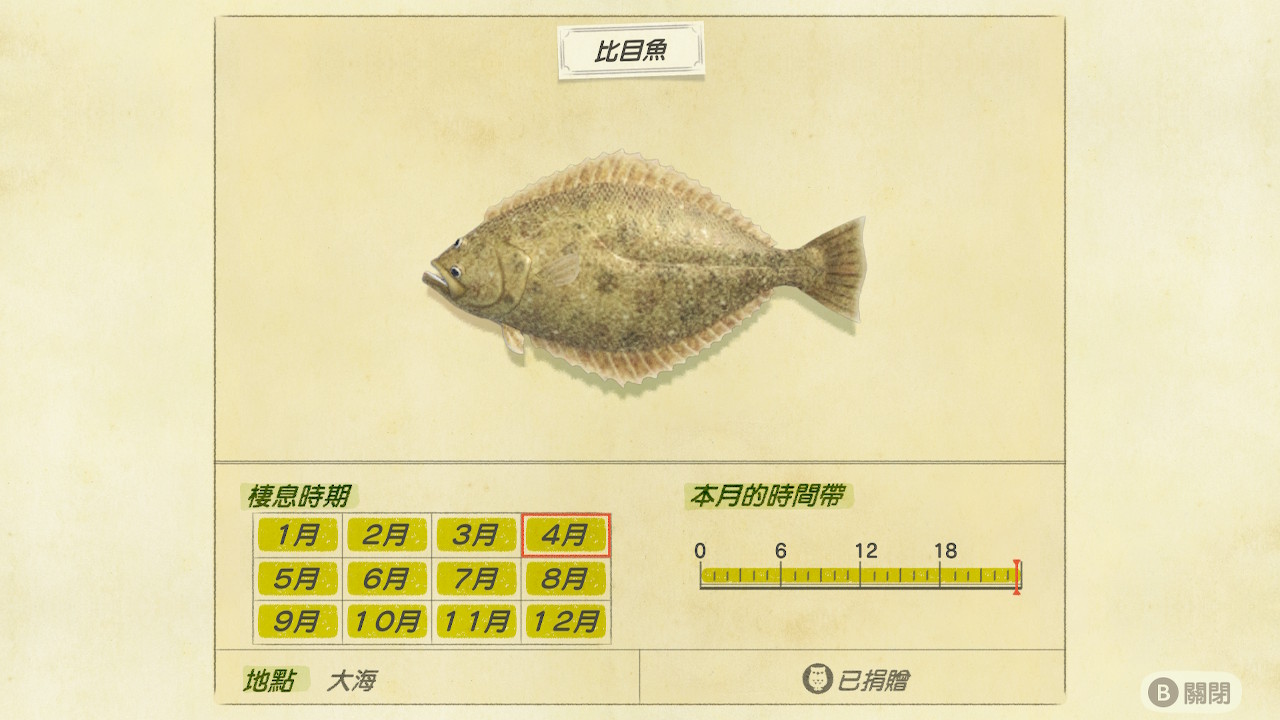 比目魚
棲息時期
1月 2月 3月 4月
5月 6月 7月 8月
9月 10月 11月 12月
本月的時間帶
0 6 12 18
地點 大海
已捐贈
B 關閉